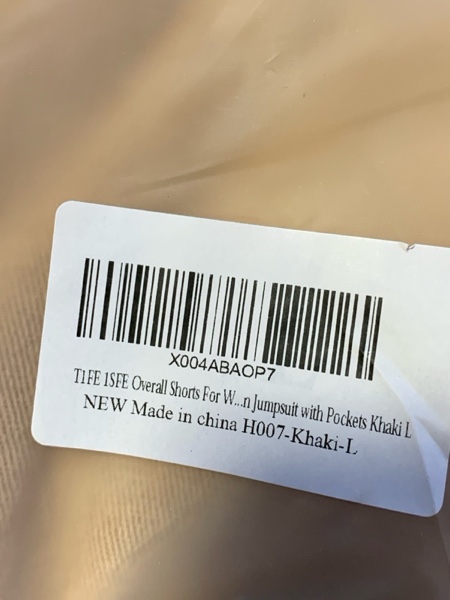 X004ABAOP7
T1FE 1SFE Overall Shorts For W...n Jumpsuit with Pockets Khaki L
NEW Made in china H007-Khaki-L